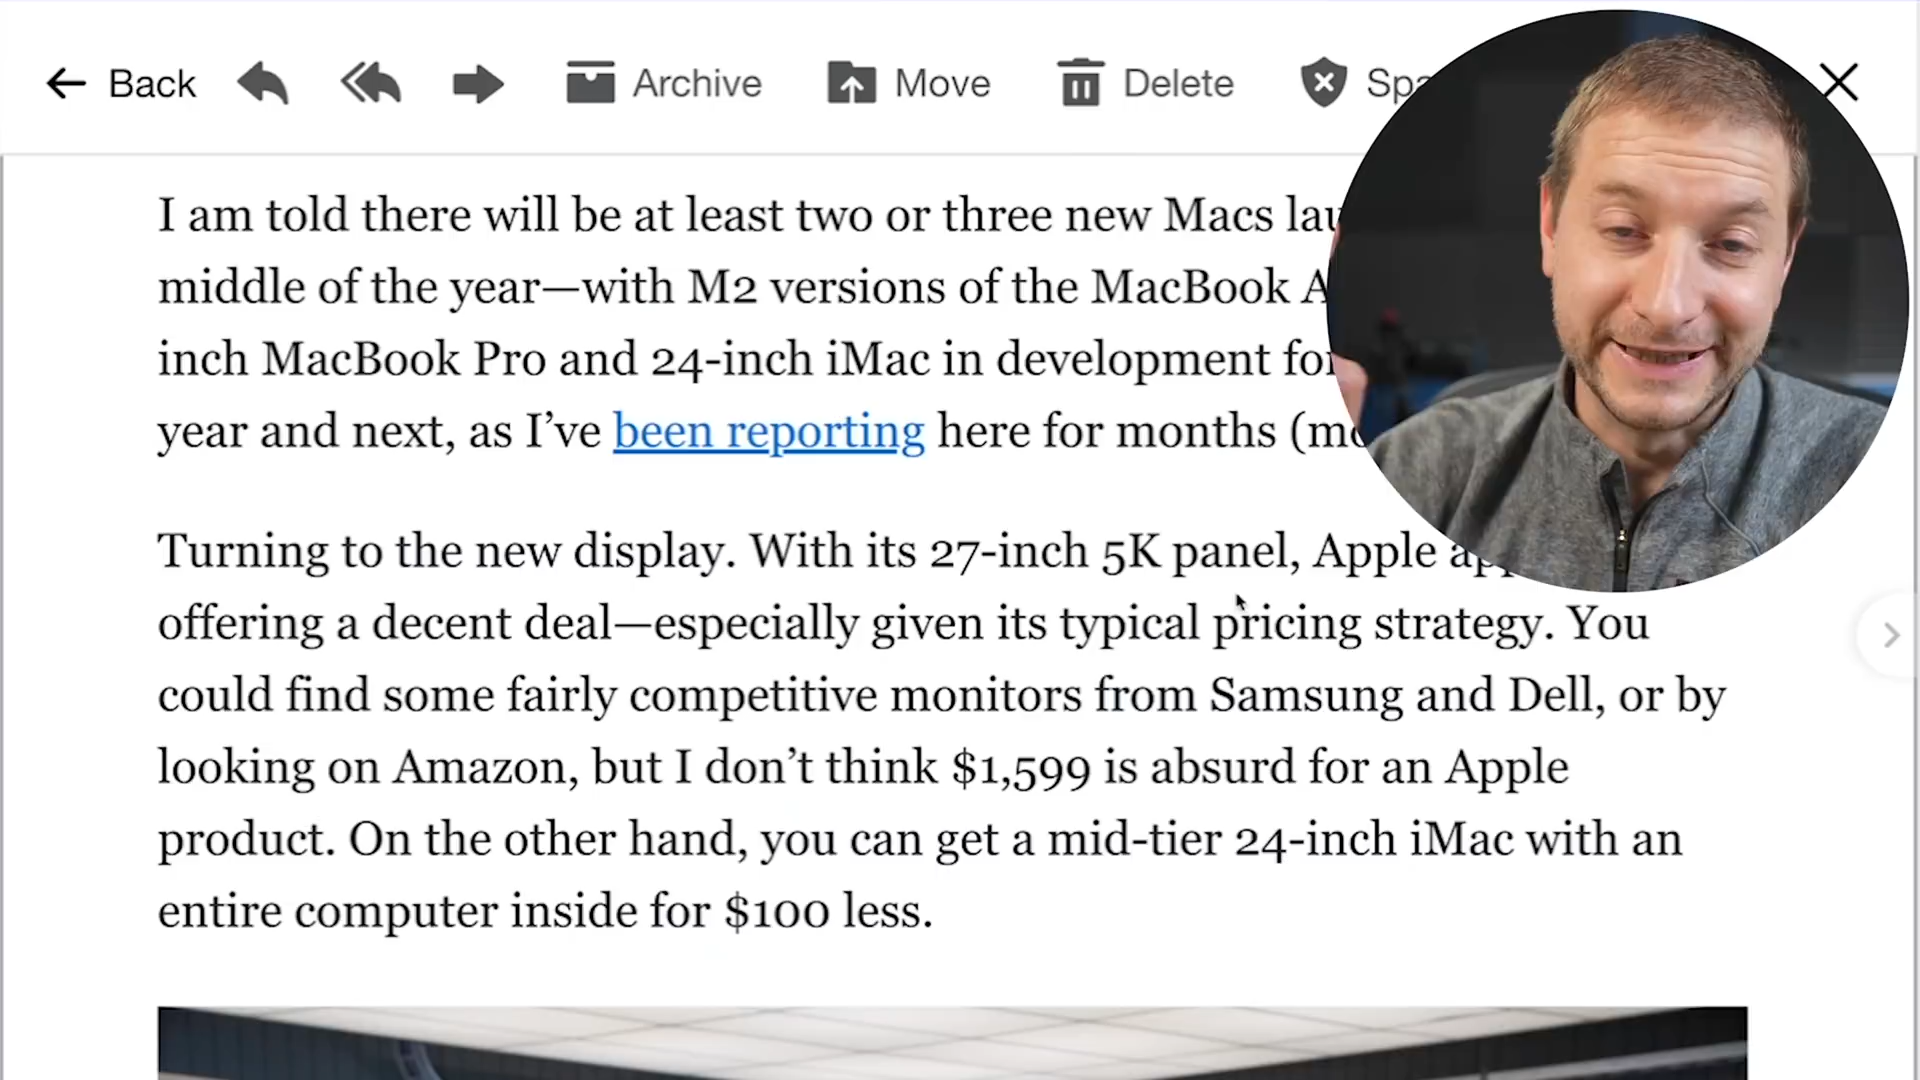 Back Archive Move Delete
I am told there will be at least two or three new Macs
middle of the year—with M2 versions of the MacBook
inch MacBook Pro and 24-inch iMac in development
year and next, as I’ve been reporting here for months
Turning to the new display. With its 27-inch 5K panel, Apple
offering a decent deal—especially given its typical pricing strategy. You
could find some fairly competitive monitors from Samsung and Dell, or by
looking on Amazon, but I don’t think $1,599 is absurd for an Apple
product. On the other hand, you can get a mid-tier 24-inch iMac with an
entire computer inside for $100 less.